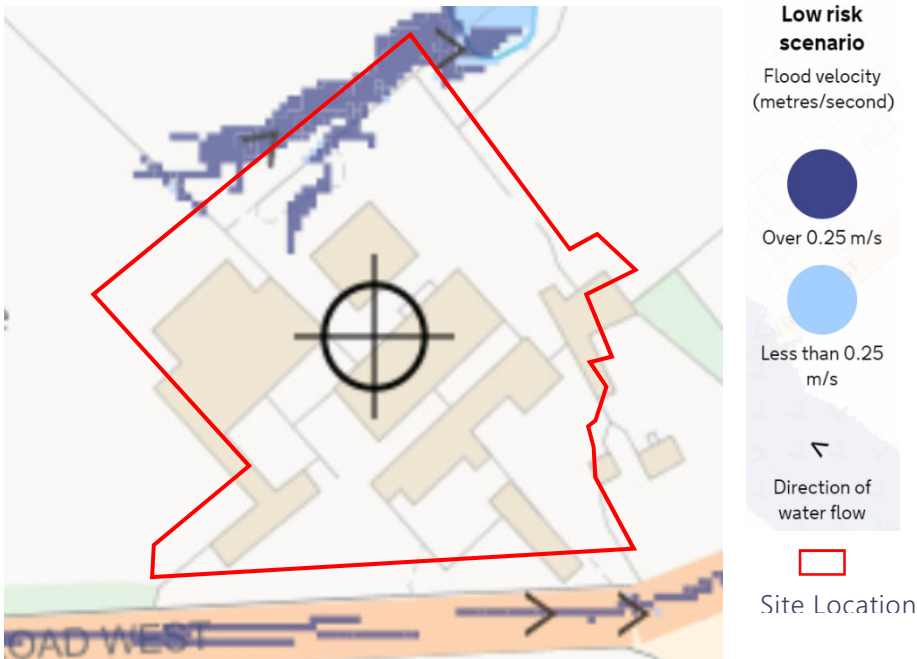 Low risk
scenario
Flood velocity
(metres/second)
Over 0.25 m/s
Less than 0.25
m/s
Direction of
water flow
Site Location
OAD WEST